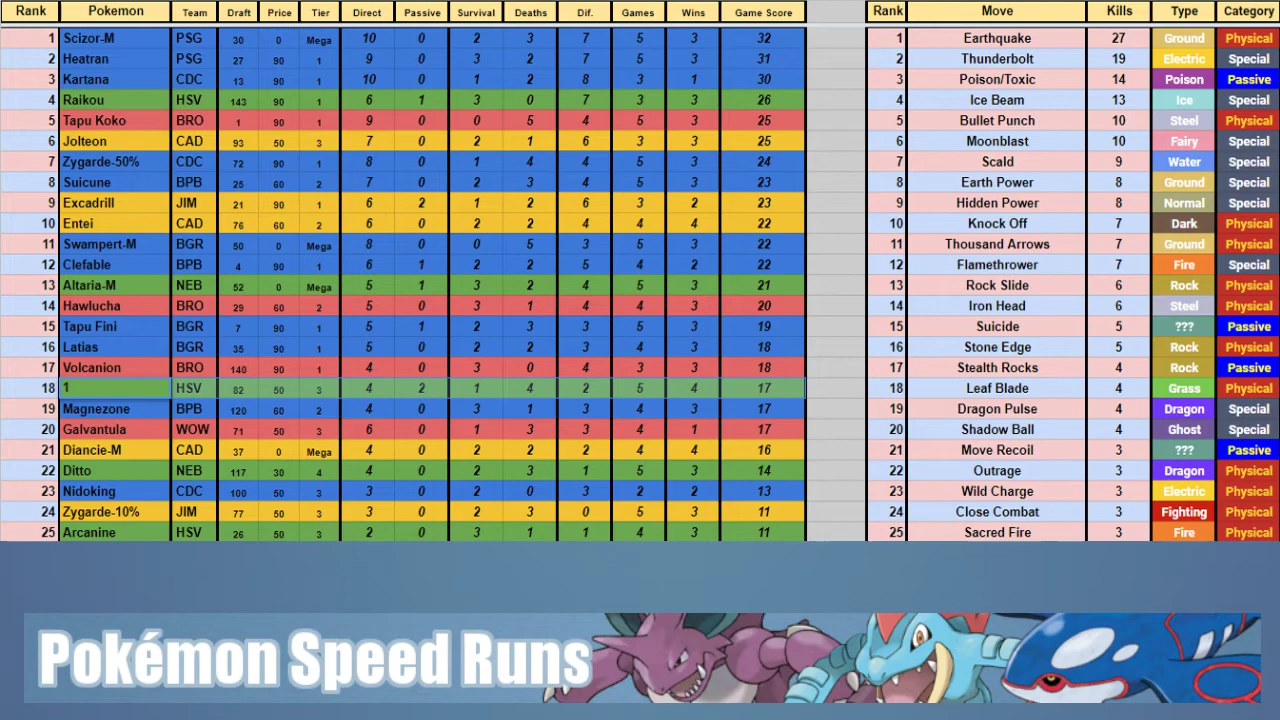 Rank Pokemon Team Draft Price Tier Direct Passive Survival Deaths Dif. Games Wins Game Score Rank Move Kills Type Category
1 Scizor-M PSG 30 0 Mega 10 0 2 3 7 5 3 32 1 Earthquake 27 Ground Physical
2 Heatran PSG 27 90 1 9 0 3 2 7 5 3 31 2 Thunderbolt 19 Electric Special
3 Kartana CDC 13 90 1 10 0 1 2 8 3 3 30 3 Poison/Toxic 14 Poison Passive
4 Raikou HSV 143 90 1 6 1 3 0 7 3 3 26 4 Ice Beam 13 Ice Special
5 Tapu Koko BRO 1 90 1 9 0 0 5 4 5 3 25 5 Bullet Punch 10 Steel Physical
6 Jolteon CAD 93 50 3 7 0 2 1 6 3 3 25 6 Moonblast 10 Fairy Special
7 Zygarde-50% CDC 72 90 1 8 0 1 4 4 5 3 24 7 Scald 9 Water Special
8 Suicune BPB 25 60 2 7 0 2 3 4 5 3 23 8 Earth Power 8 Ground Special
9 Excadrill JIM 21 90 1 6 2 1 2 6 3 2 23 9 Hidden Power 8 Normal Special
10 Entei CAD 76 60 2 6 0 2 2 4 4 4 22 10 Knock Off 7 Dark Physical
11 Swampert-M BGR 50 0 Mega 8 0 0 5 3 5 3 22 11 Thousand Arrows 7 Ground Physical
12 Clefable BPB 4 90 1 6 1 2 2 5 4 2 22 12 Flamethrower 7 Fire Special
13 Altaria-M NEB 52 0 Mega 5 1 3 2 4 5 3 21 13 Rock Slide 6 Rock Physical
14 Hawlucha BRO 29 60 2 5 0 3 1 4 4 3 20 14 Iron Head 6 Steel Physical
15 Tapu Fini BGR 7 90 1 5 1 2 3 3 5 3 19 15 Suicide 5 ??? Passive
16 Latias BGR 35 90 1 5 0 2 2 3 4 3 18 16 Stone Edge 5 Rock Physical
17 Volcanion BRO 140 90 1 4 0 3 0 4 3 3 18 17 Stealth Rocks 4 Rock Passive
18 1 HSV 82 50 3 4 2 1 4 2 5 4 17 18 Leaf Blade 4 Grass Physical
19 Magnezone BPB 120 60 2 4 0 3 1 3 4 3 17 19 Dragon Pulse 4 Dragon Special
20 Galvantula WOW 71 50 3 6 0 1 3 3 4 1 17 20 Shadow Ball 4 Ghost Special
21 Diancie-M CAD 37 0 Mega 4 0 2 2 2 4 4 16 21 Move Recoil 3 ??? Passive
22 Ditto NEB 117 30 4 4 0 2 3 1 5 3 14 22 Outrage 3 Dragon Physical
23 Nidoking CDC 100 50 3 3 0 2 0 3 2 2 13 23 Wild Charge 3 Electric Physical
24 Zygarde-10% JIM 77 50 3 3 0 2 3 0 5 3 11 24 Close Combat 3 Fighting Physical
25 Arcanine HSV 26 50 3 2 0 3 1 1 4 3 11 25 Sacred Fire 3 Fire Physical
Pokémon Speed Runs